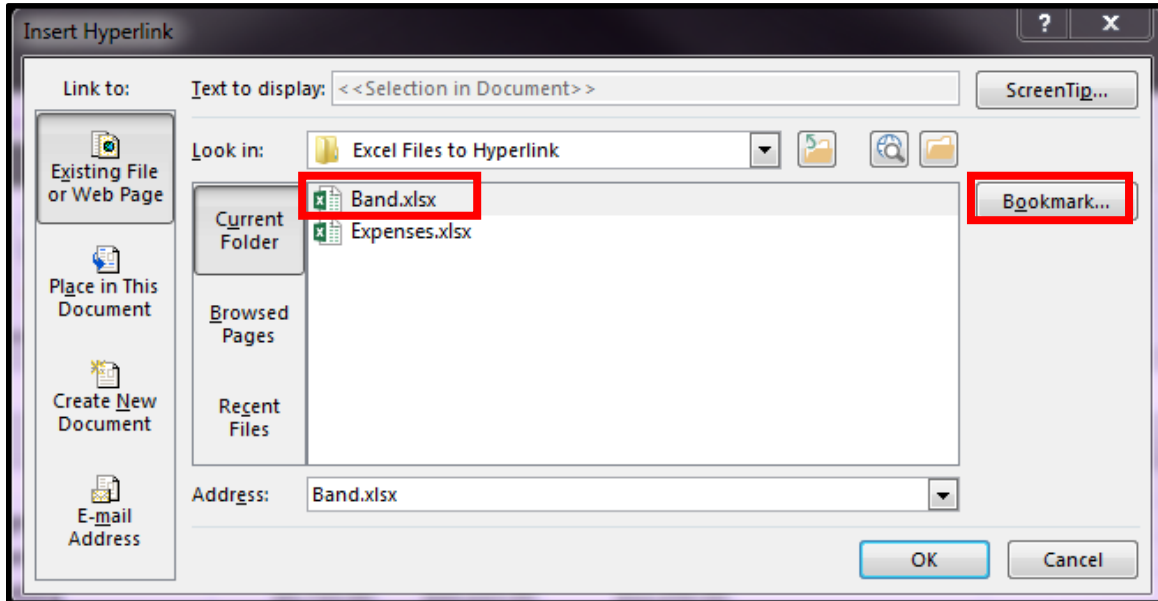 Insert Hyperlink
? x
Link to:
Text to display: <<Selection in Document>>
ScreenTip...
Existing File
or Web Page
Look in: Excel Files to Hyperlink
Current
Folder
Band.xlsx
Expenses.xlsx
Bookmark...
Place in This
Document
Browsed
Pages
Create New
Document
Recent
Files
E-mail
Address
Address: Band.xlsx
OK
Cancel